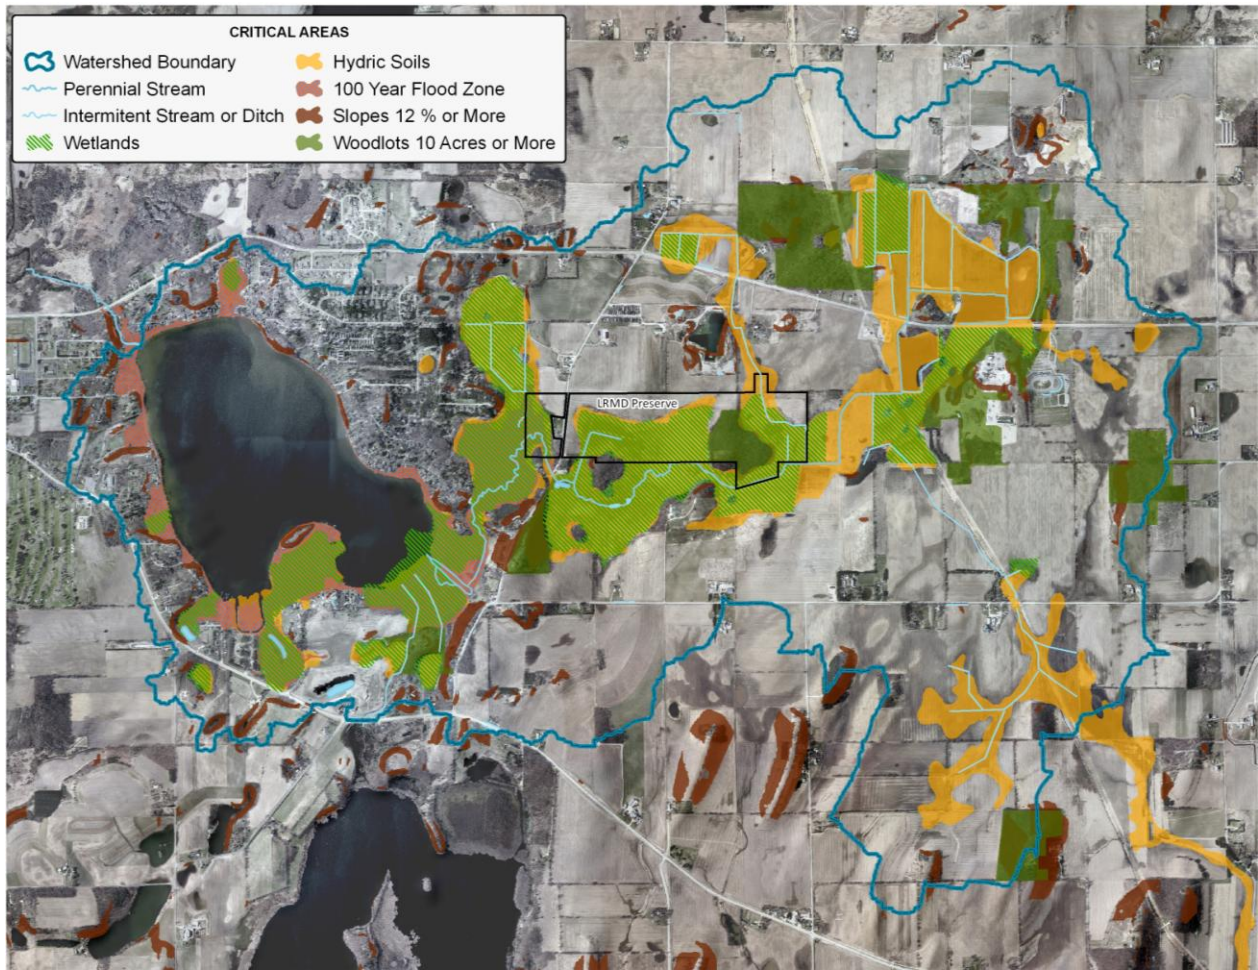 CRITICAL AREAS
Watershed Boundary
Perennial Stream
Intermitent Stream or Ditch
Wetlands
Hydric Soils
100 Year Flood Zone
Slopes 12 % or More
Woodlots 10 Acres or More
LRMD Preserve